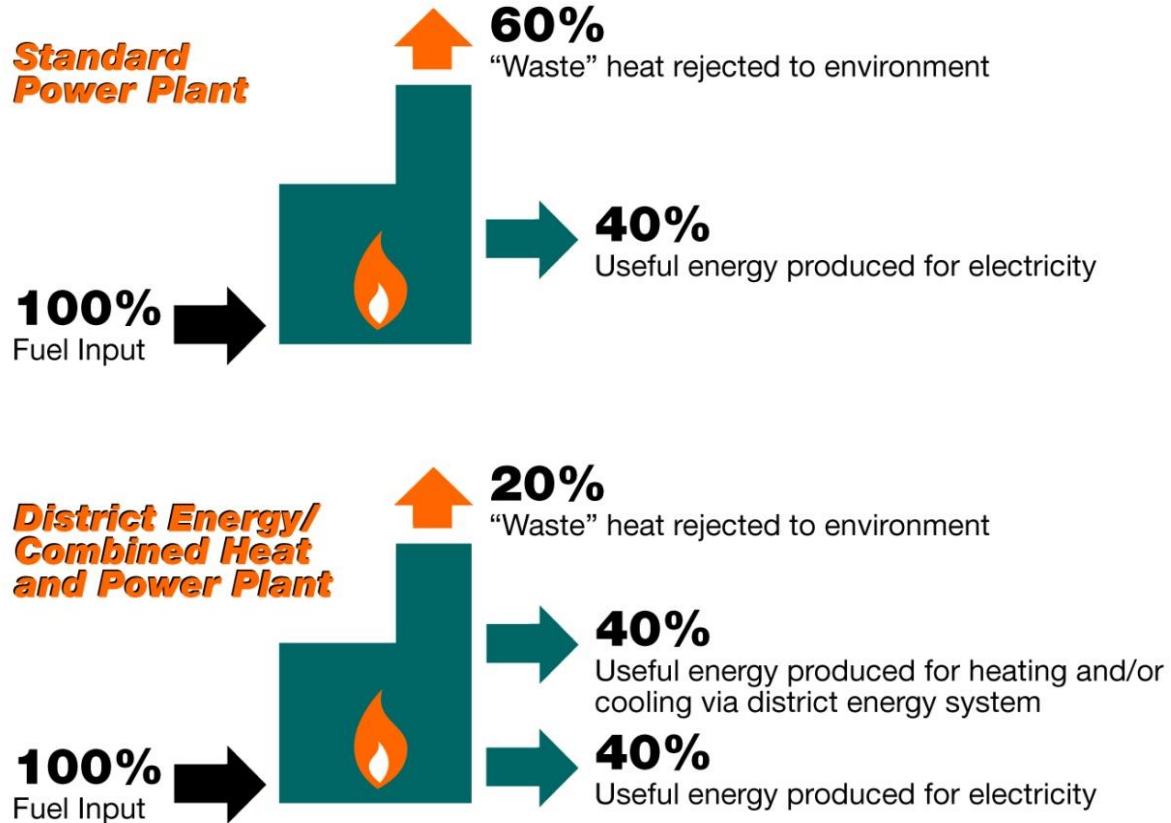 Standard
Power Plant
60%
“Waste” heat rejected to environment
40%
Useful energy produced for electricity
100%
Fuel Input
District Energy/
Combined Heat
and Power Plant
20%
“Waste” heat rejected to environment
40%
Useful energy produced for heating and/or
cooling via district energy system
40%
Useful energy produced for electricity
100%
Fuel Input